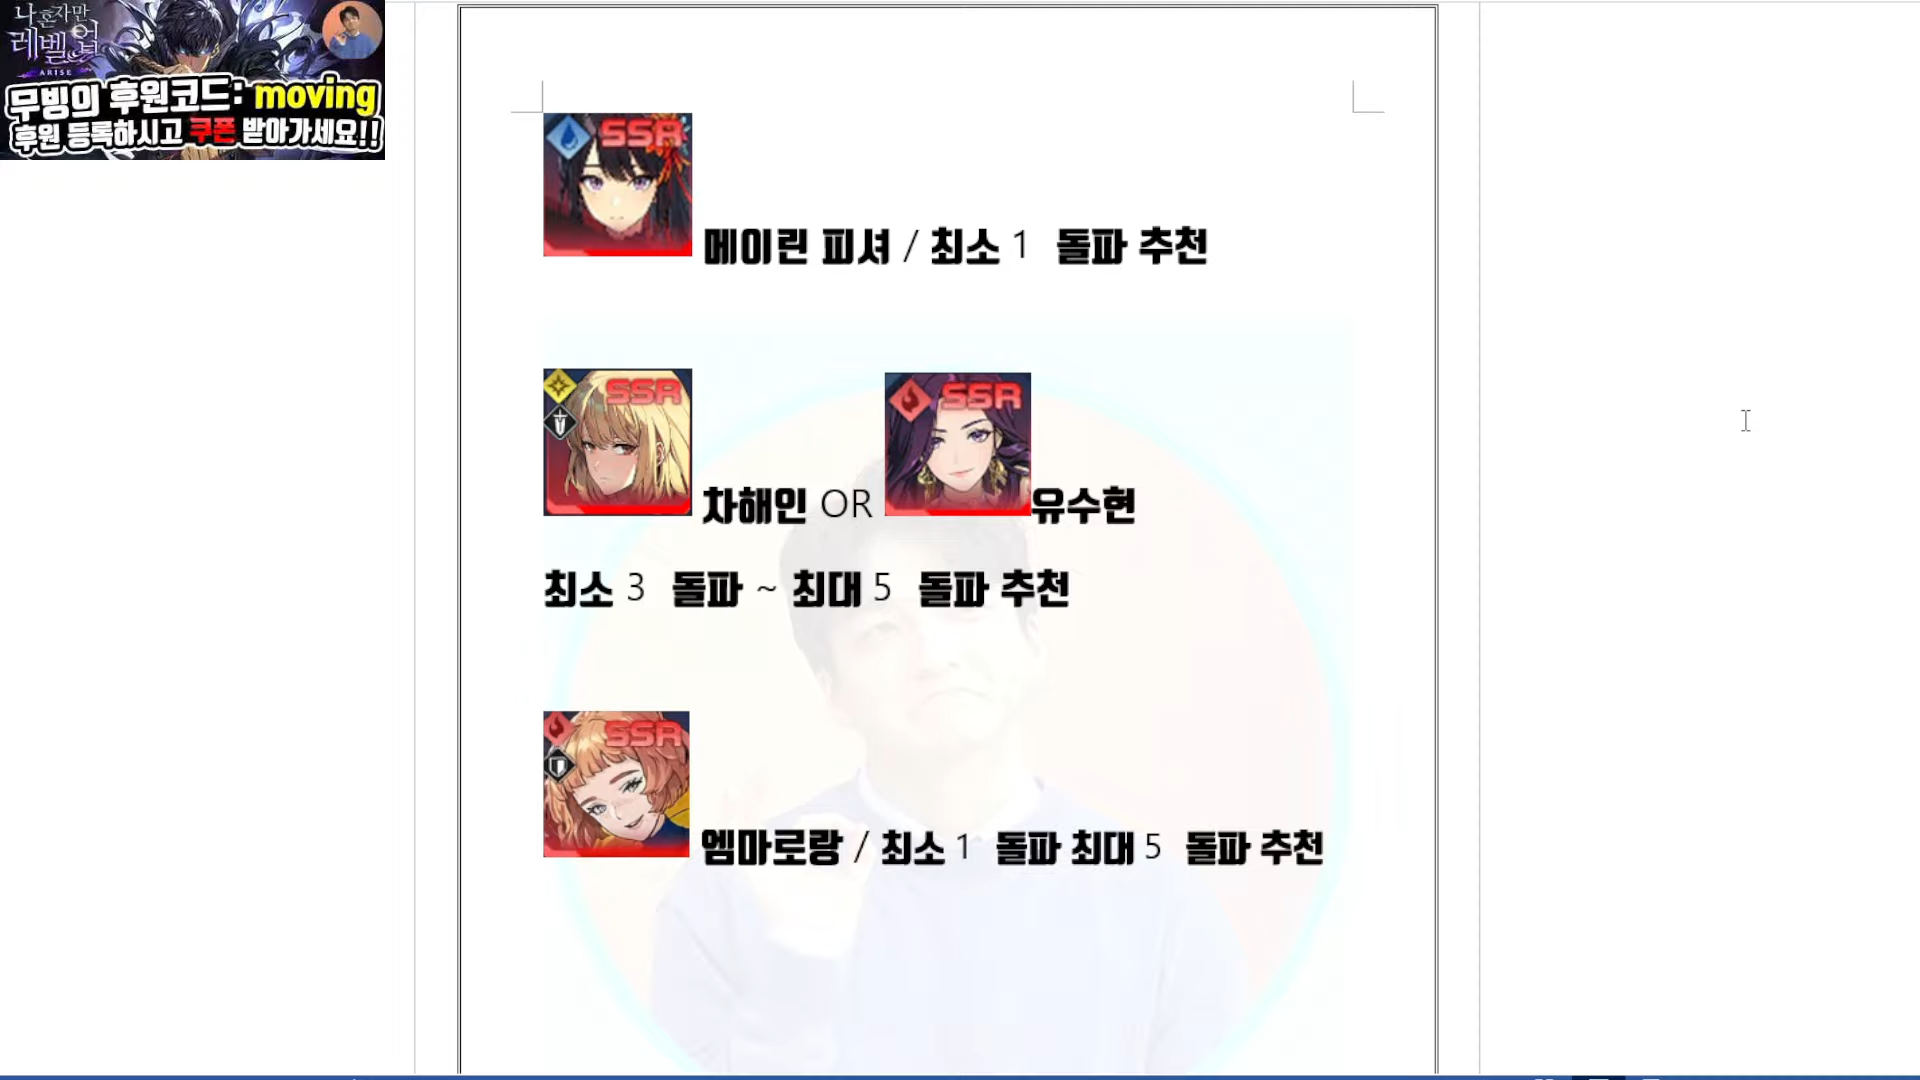 나 혼자만
레벨업
ARISE
무빙의 후원코드: moving
후원 등록하시고 쿠폰 받아가세요!!
SSR
메이린 피셔 / 최소 1 돌파 추천
SSR
SSR
차해인 OR 유수현
최소 3 돌파 ~ 최대 5 돌파 추천
SSR
엠마로랑 / 최소 1 돌파 최대 5 돌파 추천